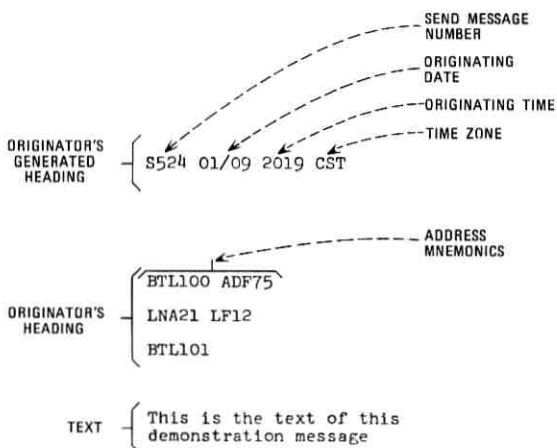 SEND MESSAGE
NUMBER
ORIGINATING
DATE
ORIGINATING TIME
TIME ZONE
ORIGINATOR'S
GENERATED
HEADING
S524 01/09 2019 CST
ADDRESS
MNEMONICS
ORIGINATOR'S
HEADING
BTL100 ADF75
LNA21 LF12
BTL101
TEXT
This is the text of this
demonstration message